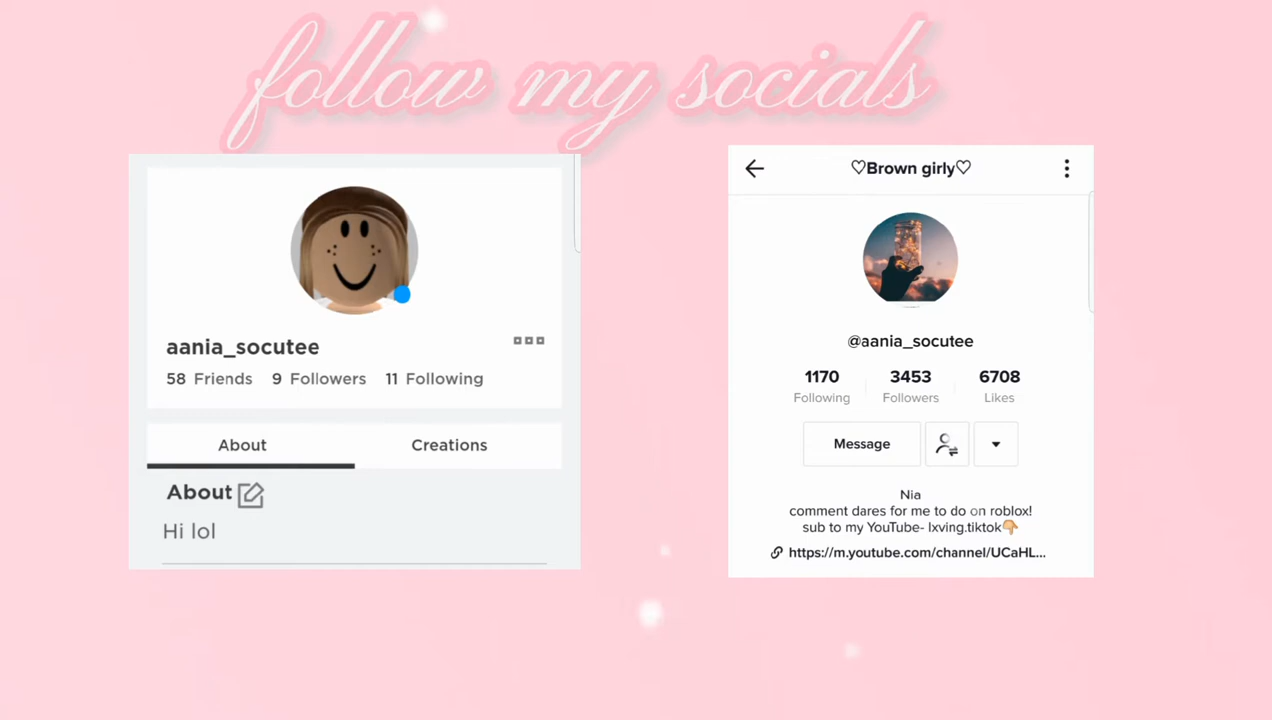 follow my socials
aania_socutee
58 Friends 9 Followers 11 Following
About Creations
About
Hi lol
♡Brown girly♡
@aania_socutee
1170 3453 6708
Following Followers Likes
Message
Nia
comment dares for me to do on roblox!
sub to my YouTube- lxving.tiktok👇🏼
https://m.youtube.com/channel/UCaHL...